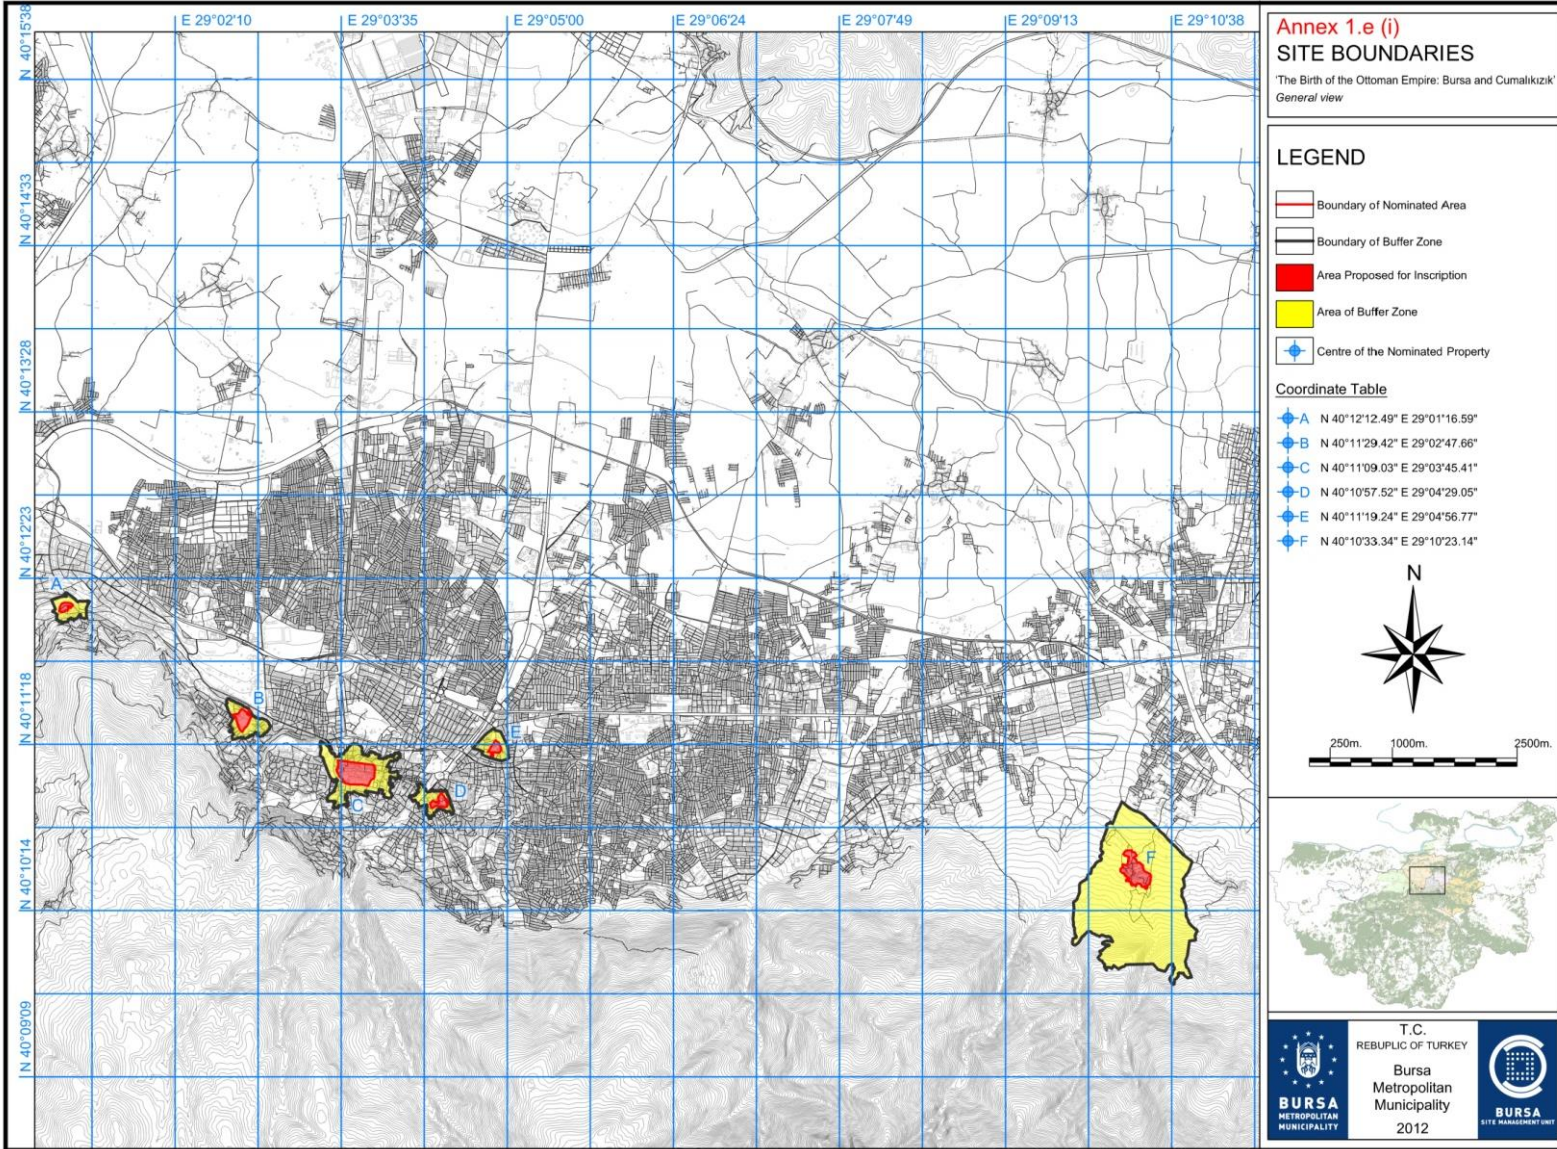 E 29°02'10
E 29°03'35
E 29°05'00
E 29°06'24
E 29°07'49
E 29°09'13
E 29°10'38
N 40°15'38
N 40°14'33
N 40°13'28
N 40°12'23
N 40°11'18
N 40°10'14
N 40°09'09
A
B
C
D
E
F
Annex 1.e (i)
SITE BOUNDARIES
'The Birth of the Ottoman Empire: Bursa and Cumalıkızık'
General view
LEGEND
Boundary of Nominated Area
Boundary of Buffer Zone
Area Proposed for Inscription
Area of Buffer Zone
Centre of the Nominated Property
Coordinate Table
A N 40°12'12.49" E 29°01'16.59"
B N 40°11'29.42" E 29°02'47.66"
C N 40°11'09.03" E 29°03'45.41"
D N 40°10'57.52" E 29°04'29.05"
E N 40°11'19.24" E 29°04'56.77"
F N 40°10'33.34" E 29°10'23.14"
N
250m. 1000m. 2500m.
BURSA
METROPOLITAN
MUNICIPALITY
T.C.
REBUPLIC OF TURKEY
Bursa
Metropolitan
Municipality
2012
BURSA
SITE MANAGEMENT UNIT